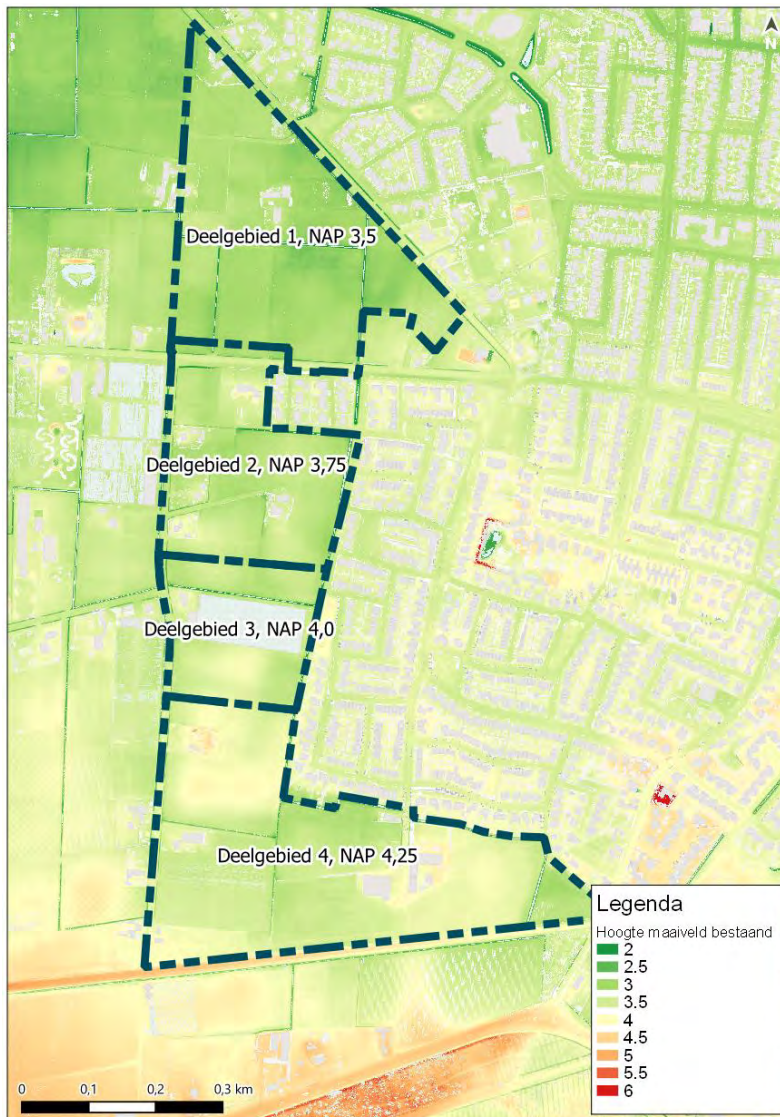 N
Deelgebied 1, NAP 3,5
Deelgebied 2, NAP 3,75
Deelgebied 3, NAP 4,0
Deelgebied 4, NAP 4,25
Legenda
Hoogte maaiveld bestaand
2
2.5
3
3.5
4
4.5
5
5.5
6
0 0,1 0,2 0,3 km